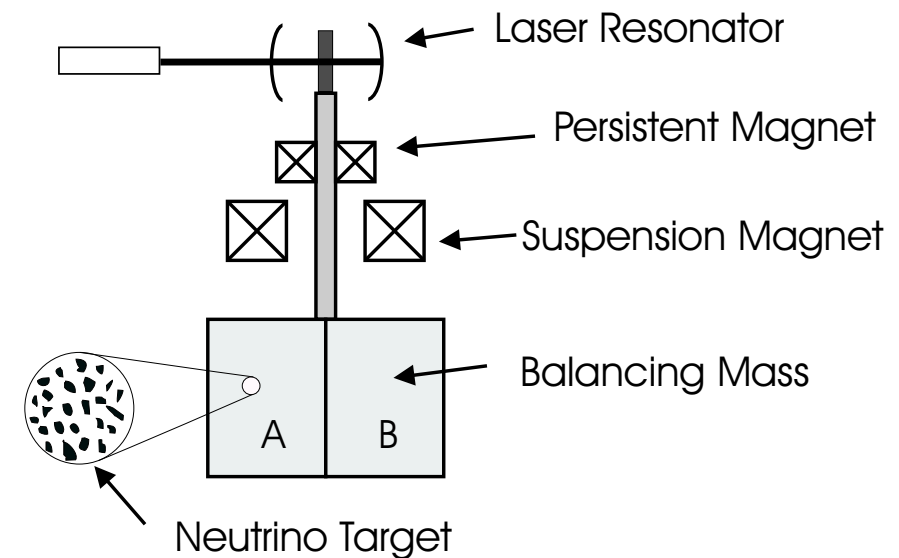 Laser Resonator
Persistent Magnet
Suspension Magnet
Balancing Mass
A
B
Neutrino Target